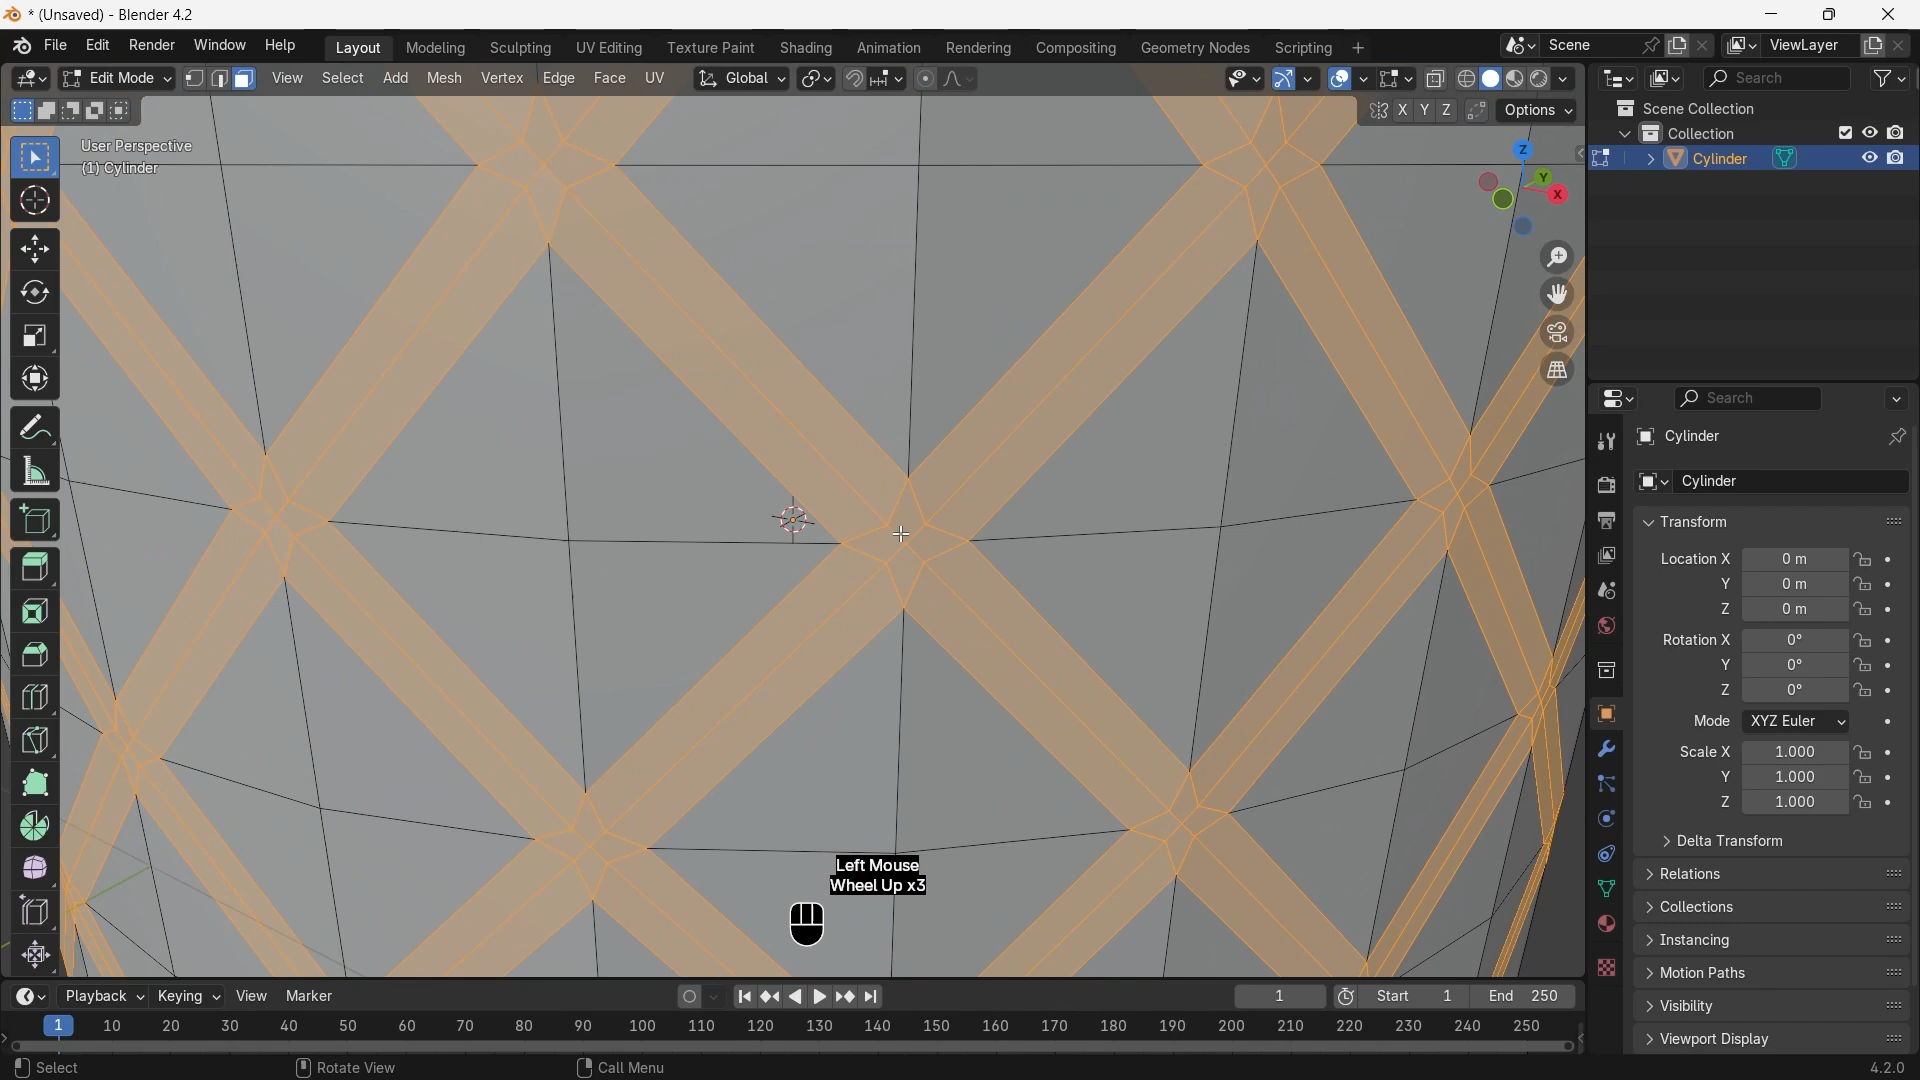 * (Unsaved) - Blender 4.2
File Edit Render Window Help Layout Modeling Sculpting UV Editing Texture Paint Shading Animation Rendering Compositing Geometry Nodes Scripting + Scene ViewLayer
Edit Mode View Select Add Mesh Vertex Edge Face UV Global Search
X Y Z Options
Scene Collection
Collection
Cylinder
User Perspective
(1) Cylinder
Z
Y
X
Search
Cylinder
Cylinder
Transform
Location X 0 m
Y 0 m
Z 0 m
Rotation X 0°
Y 0°
Z 0°
Mode XYZ Euler
Scale X 1.000
Y 1.000
Z 1.000
Delta Transform
Relations
Collections
Instancing
Motion Paths
Visibility
Viewport Display
Left Mouse
Wheel Up x3
Playback Keying View Marker 1 Start 1 End 250
1 10 20 30 40 50 60 70 80 90 100 110 120 130 140 150 160 170 180 190 200 210 220 230 240 250
Select Rotate View Call Menu 4.2.0